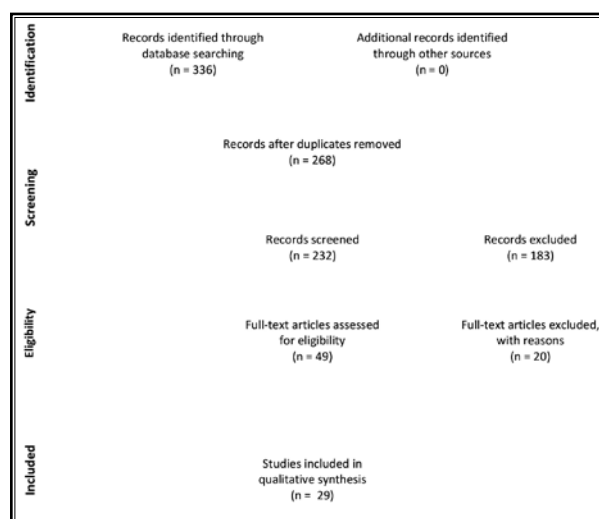 Identification
Records identified through
database searching
(n = 336)
Additional records identified
through other sources
(n = 0)
Screening
Records after duplicates removed
(n = 268)
Records screened
(n = 232)
Records excluded
(n = 183)
Eligibility
Full-text articles assessed
for eligibility
(n = 49)
Full-text articles excluded,
with reasons
(n = 20)
Included
Studies included in
qualitative synthesis
(n = 29)